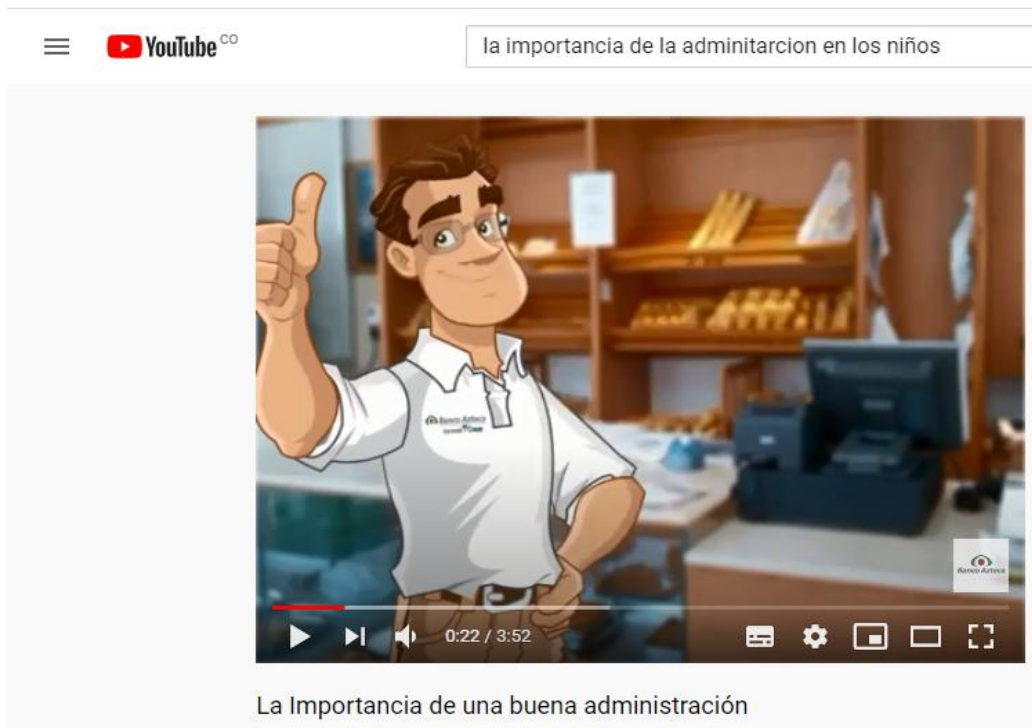 YouTube CO
la importancia de la adminitarcion en los niños
Banco Azteca
Banco Azteca
0:22 / 3:52
La Importancia de una buena administración